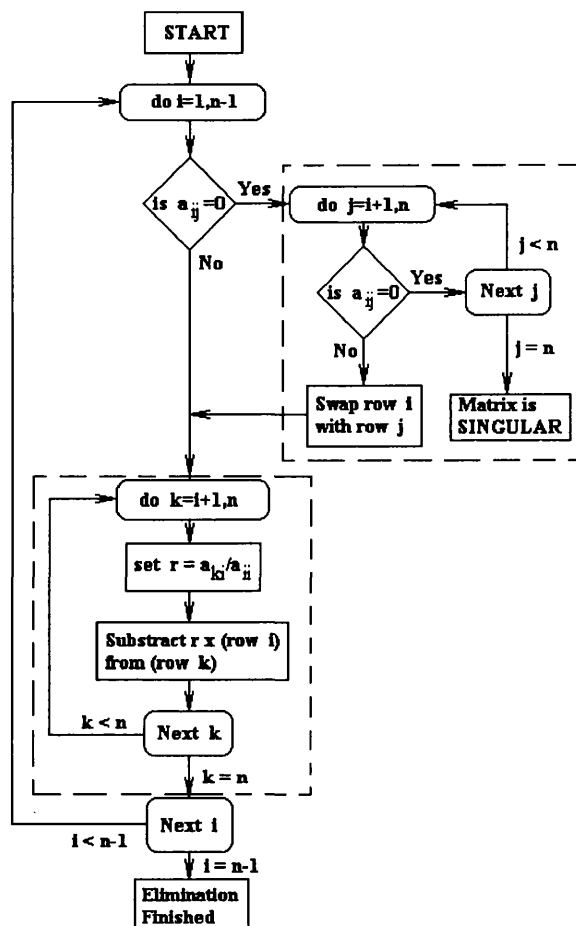 START
do i=1,n-1
is a_ij=0
Yes
No
do j=i+1,n
j < n
is a_ij=0
Yes
Next j
No
j = n
Swap row i
with row j
Matrix is
SINGULAR
do k=i+1,n
set r = a_ki/a_ii
Substract r x (row i)
from (row k)
k < n
Next k
k = n
Next i
i < n-1
i = n-1
Elimination
Finished